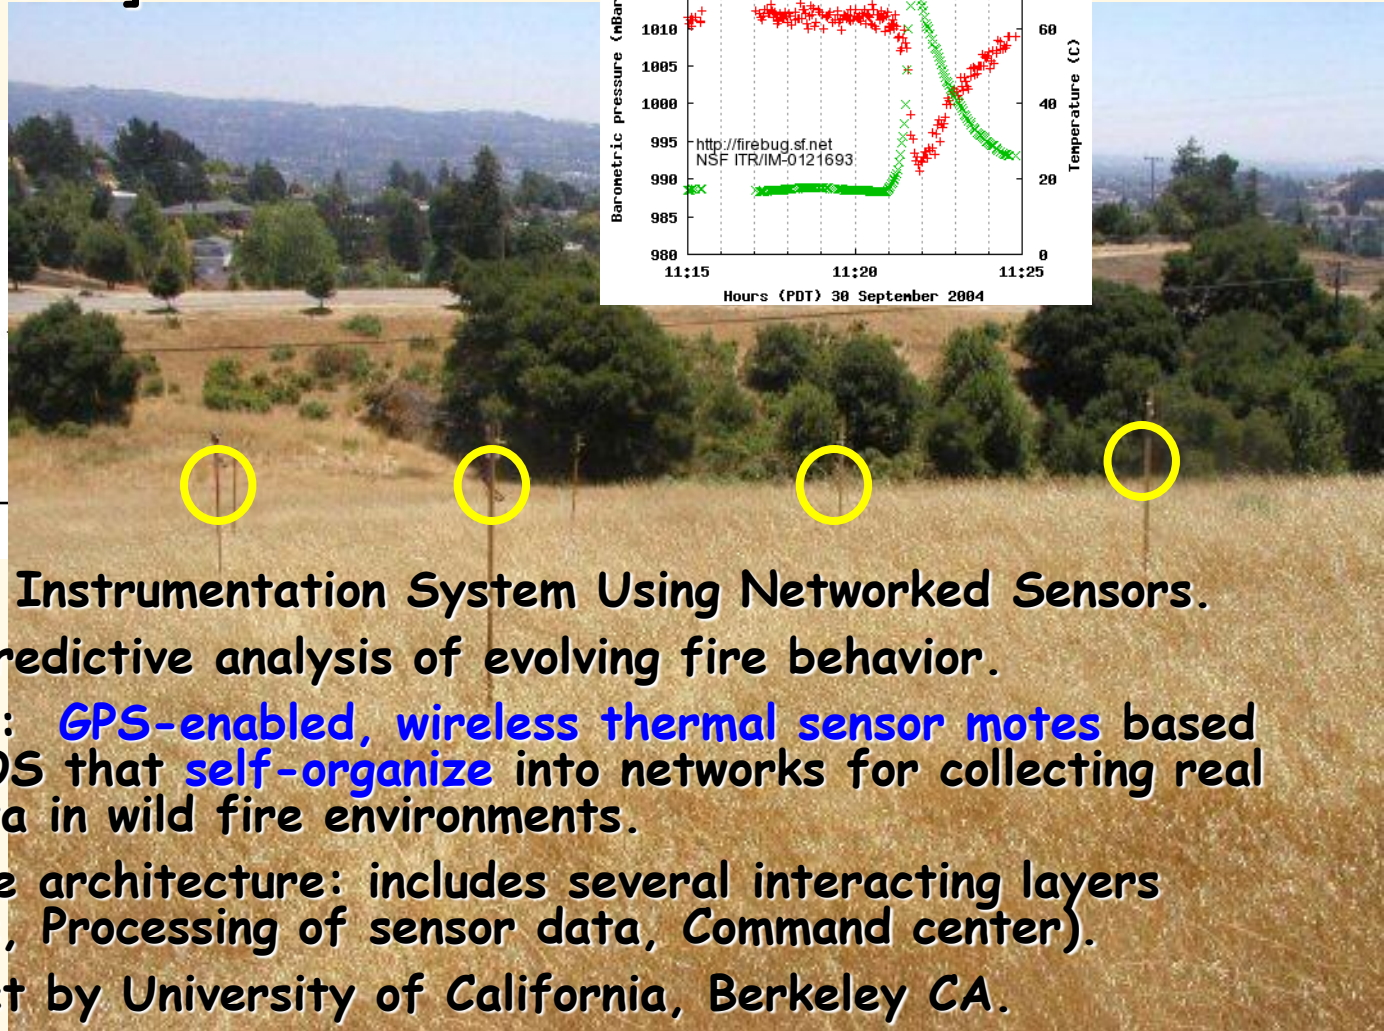 Barometric pressure (mBar
1010
1005
1000
995
990
985
980
60
40
20
0
Temperature (C)
http://firebug.sf.net
NSF ITR/IM-0121693
11:15 11:20 11:25
Hours (PDT) 30 September 2004
Instrumentation System Using Networked Sensors.
redictive analysis of evolving fire behavior.
: GPS-enabled, wireless thermal sensor motes based
OS that self-organize into networks for collecting real
a in wild fire environments.
e architecture: includes several interacting layers
, Processing of sensor data, Command center).
ct by University of California, Berkeley CA.